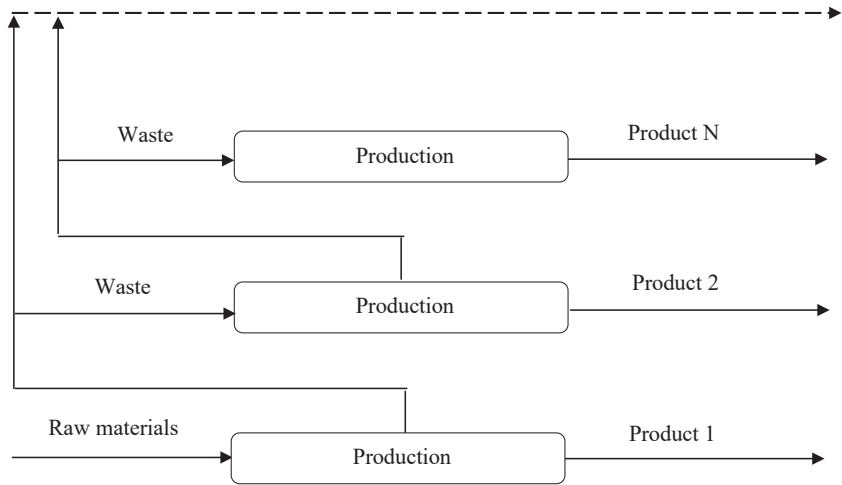 Waste
Production
Product N
Waste
Production
Product 2
Raw materials
Production
Product 1